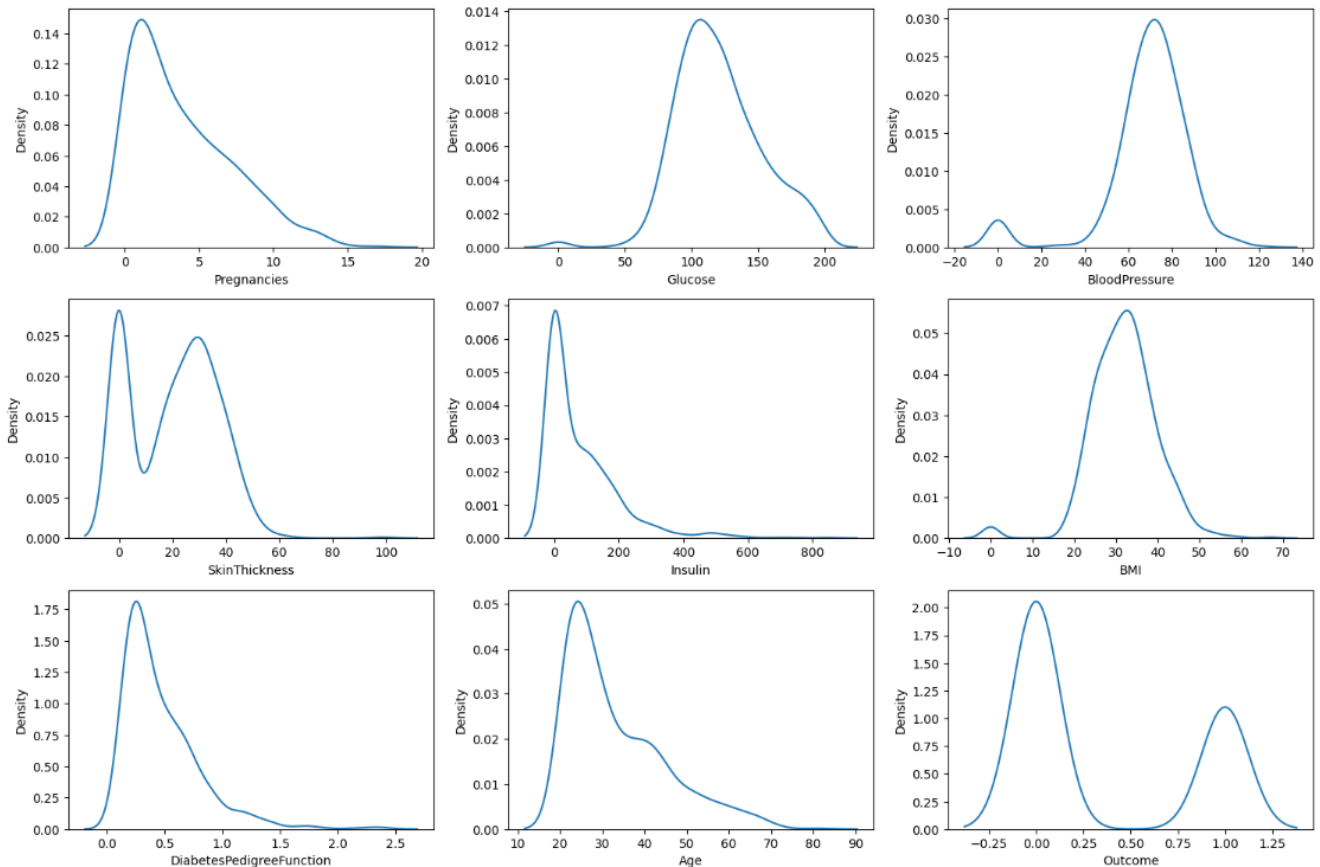 Density
0.14
0.12
0.10
0.08
0.06
0.04
0.02
0.00
0 5 10 15 20
Pregnancies
Density
0.014
0.012
0.010
0.008
0.006
0.004
0.002
0.000
0 50 100 150 200
Glucose
Density
0.030
0.025
0.020
0.015
0.010
0.005
0.000
−20 0 20 40 60 80 100 120 140
BloodPressure
Density
0.025
0.020
0.015
0.010
0.005
0.000
0 20 40 60 80 100
SkinThickness
Density
0.007
0.006
0.005
0.004
0.003
0.002
0.001
0.000
0 200 400 600 800
Insulin
Density
0.05
0.04
0.03
0.02
0.01
0.00
−10 0 10 20 30 40 50 60 70
BMI
Density
1.75
1.50
1.25
1.00
0.75
0.50
0.25
0.00
0.0 0.5 1.0 1.5 2.0 2.5
DiabetesPedigreeFunction
Density
0.05
0.04
0.03
0.02
0.01
0.00
10 20 30 40 50 60 70 80 90
Age
Density
2.00
1.75
1.50
1.25
1.00
0.75
0.50
0.25
0.00
−0.25 0.00 0.25 0.50 0.75 1.00 1.25
Outcome